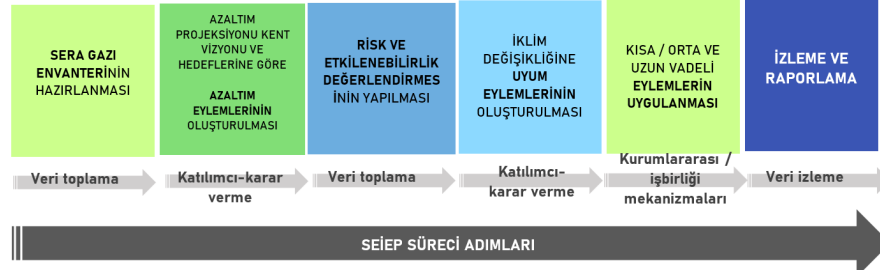 SERA GAZI
ENVANTERİNİN
HAZIRLANMASI
AZALTIM
PROJEKSİYONU KENT
VİZYONU VE
HEDEFLERİNE GÖRE
AZALTIM
EYLEMLERİNİN
OLUŞTURULMASI
RİSK VE
ETKİLENEBİLİRLİK
DEĞERLENDİRMES
İNİN YAPILMASI
İKLİM
DEĞİŞİKLİĞİNE
UYUM
EYLEMLERİNİN
OLUŞTURULMASI
KISA / ORTA VE
UZUN VADELİ
EYLEMLERİN
UYGULANMASI
İZLEME VE
RAPORLAMA
Veri toplama
Katılımcı-karar
verme
Veri toplama
Katılımcı-
karar verme
Kurumlararası /
işbirliği
mekanizmaları
Veri izleme
SEİEP SÜRECİ ADIMLARI